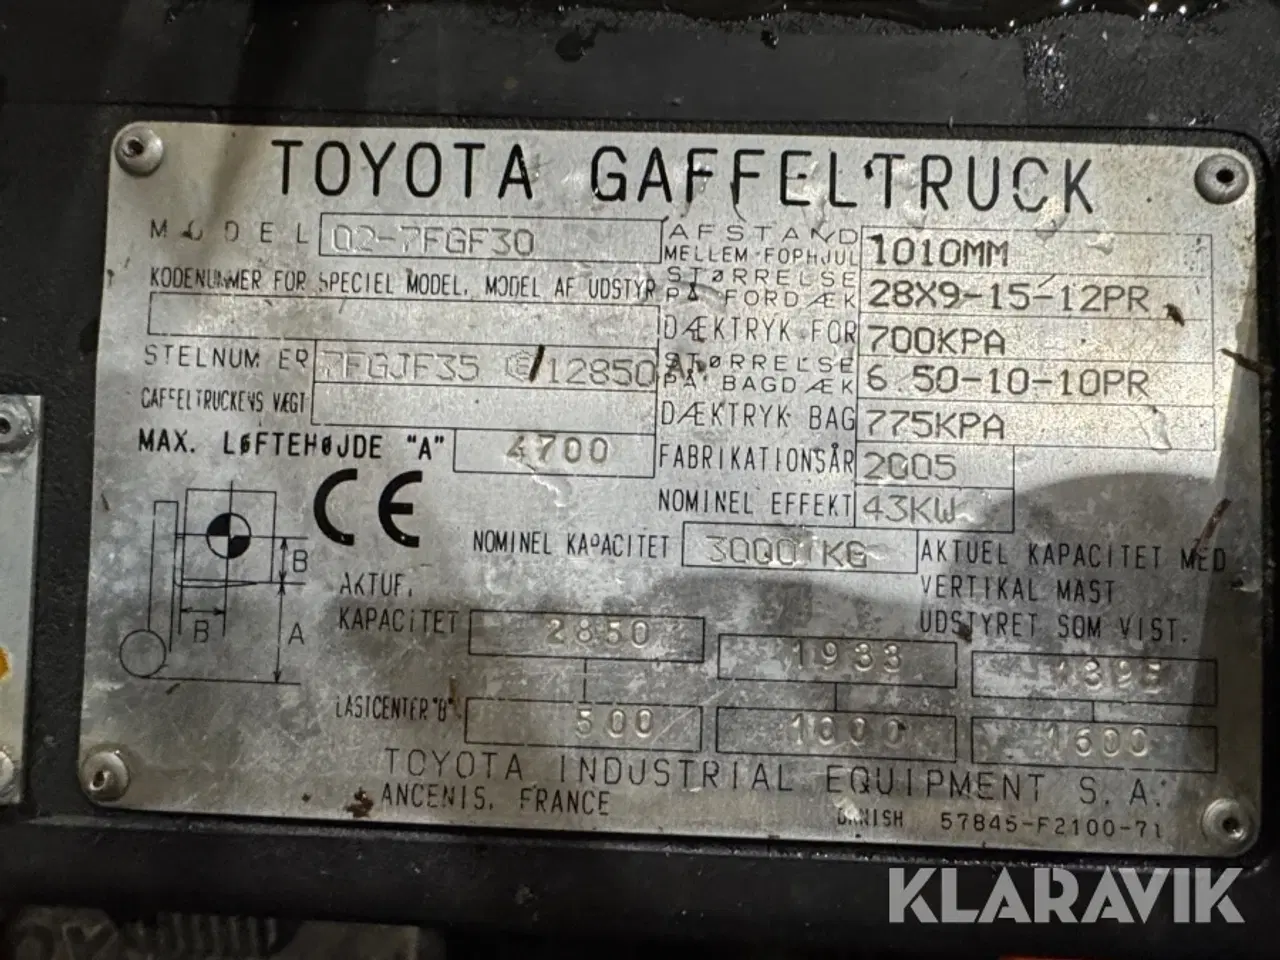 TOYOTA GAFFELTRUCK
MODEL 02-7FGF30
KODENUMMER FOR SPECIEL MODEL, MODEL AF UDSTYR
STELNUMMER 7FGJF35 12850
GAFFELTRUCKENS VÆGT
MAX. LØFTEHØJDE "A" 4700
AFSTAND MELLEM FORHJUL 1010MM
STØRRELSE PÅ FORDÆK 28X9-15-12PR
DÆKTRYK FOR 700KPA
STØRRELSE PÅ BAGDÆK 6.50-10-10PR
DÆKTRYK BAG 775KPA
FABRIKATIONSÅR 2005
NOMINEL EFFEKT 43KW
CE
NOMINEL KAPACITET 3000 KG
AKTUEL KAPACITET MED
VERTIKAL MAST
UDSTYRET SOM VIST.
B
B
A
AKTUEL
KAPACITET 2850 1933
LASTCENTER "B" 500 1000 1600
TOYOTA INDUSTRIAL EQUIPMENT S.A.
ANCENIS, FRANCE
DANISH 57845-F2100-71
KLARAVIK